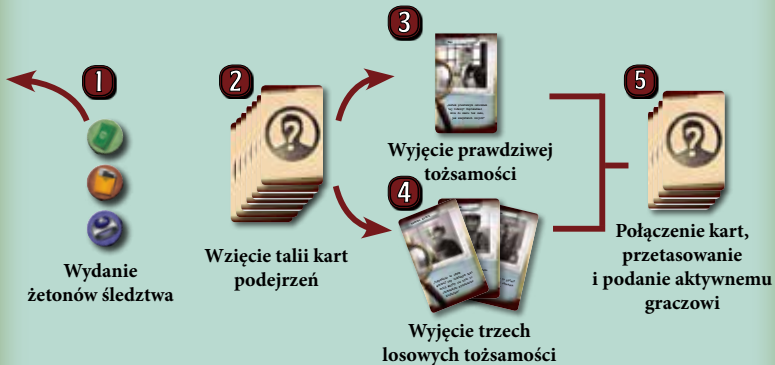 1
Wydanie
żetonów śledztwa
2
Wzięcie talii kart
podejrzeń
3
Wyjęcie prawdziwej
tożsamości
4
Wyjęcie trzech
losowych tożsamości
5
Połączenie kart,
przetasowanie
i podanie aktywnemu
graczowi